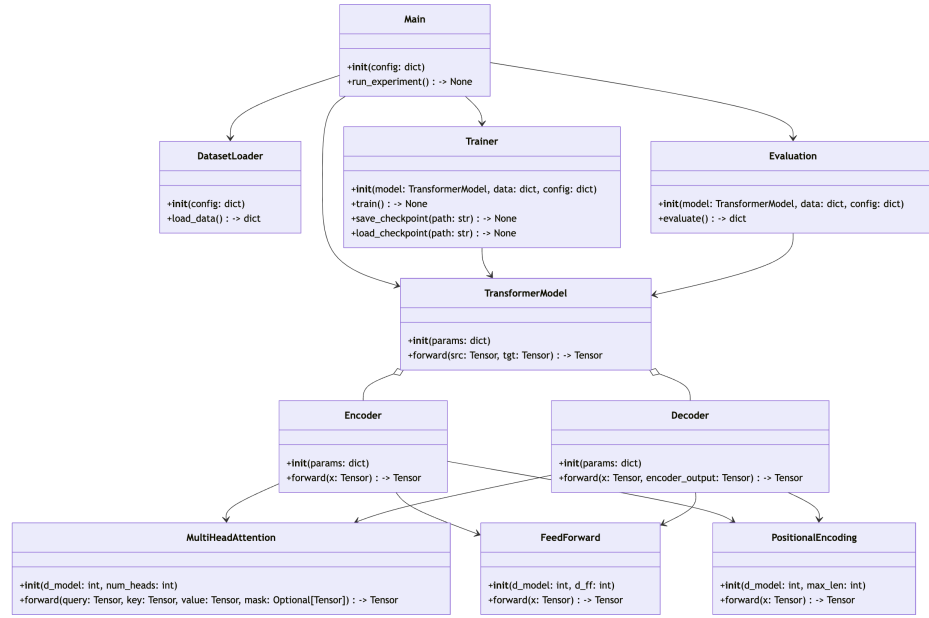 Main
+init(config: dict)
+run_experiment() : -> None
DatasetLoader
+init(config: dict)
+load_data() : -> dict
Trainer
+init(model: TransformerModel, data: dict, config: dict)
+train() : -> None
+save_checkpoint(path: str) : -> None
+load_checkpoint(path: str) : -> None
Evaluation
+init(model: TransformerModel, data: dict, config: dict)
+evaluate() : -> dict
TransformerModel
+init(params: dict)
+forward(src: Tensor, tgt: Tensor) : -> Tensor
Encoder
+init(params: dict)
+forward(x: Tensor) : -> Tensor
Decoder
+init(params: dict)
+forward(x: Tensor, encoder_output: Tensor) : -> Tensor
MultiHeadAttention
+init(d_model: int, num_heads: int)
+forward(query: Tensor, key: Tensor, value: Tensor, mask: Optional[Tensor]) : -> Tensor
FeedForward
+init(d_model: int, d_ff: int)
+forward(x: Tensor) : -> Tensor
PositionalEncoding
+init(d_model: int, max_len: int)
+forward(x: Tensor) : -> Tensor